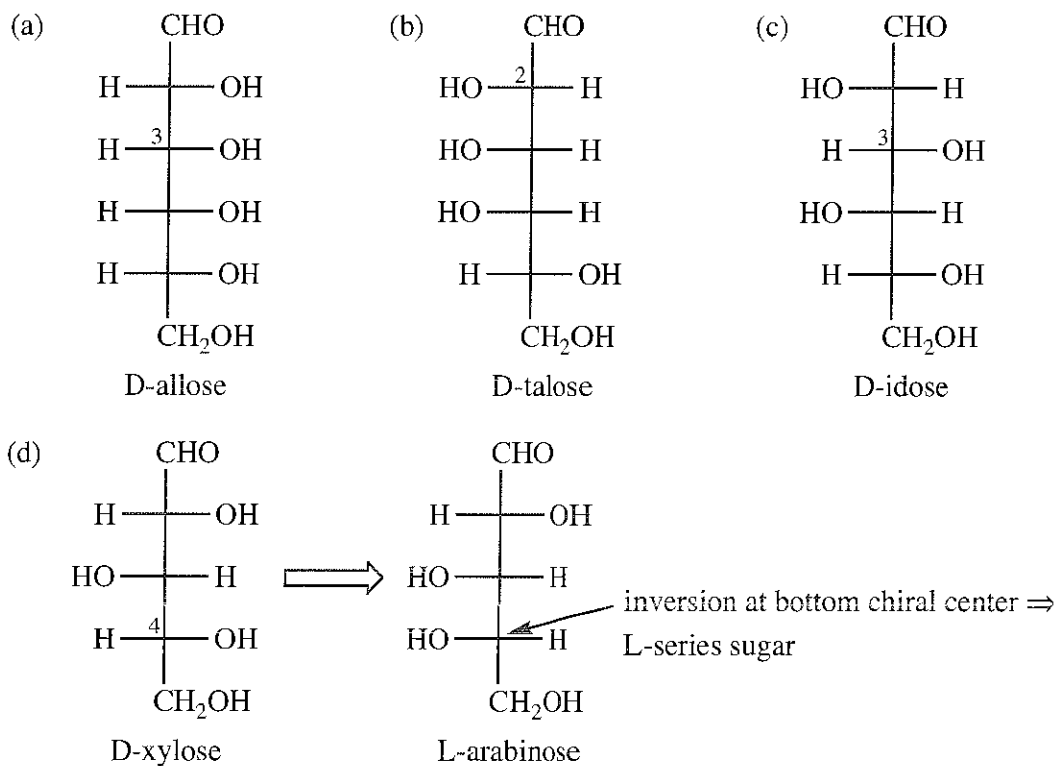 (a) CHO (b) CHO (c) CHO
H OH HO 2 H HO H
H 3 OH HO H H 3 OH
H OH HO H HO H
H OH H OH H OH
CH₂OH CH₂OH CH₂OH
D-allose D-talose D-idose
(d) CHO CHO
H OH H OH
HO H HO H
inversion at bottom chiral center ⇒
H 4 OH HO H
L-series sugar
CH₂OH CH₂OH
D-xylose L-arabinose